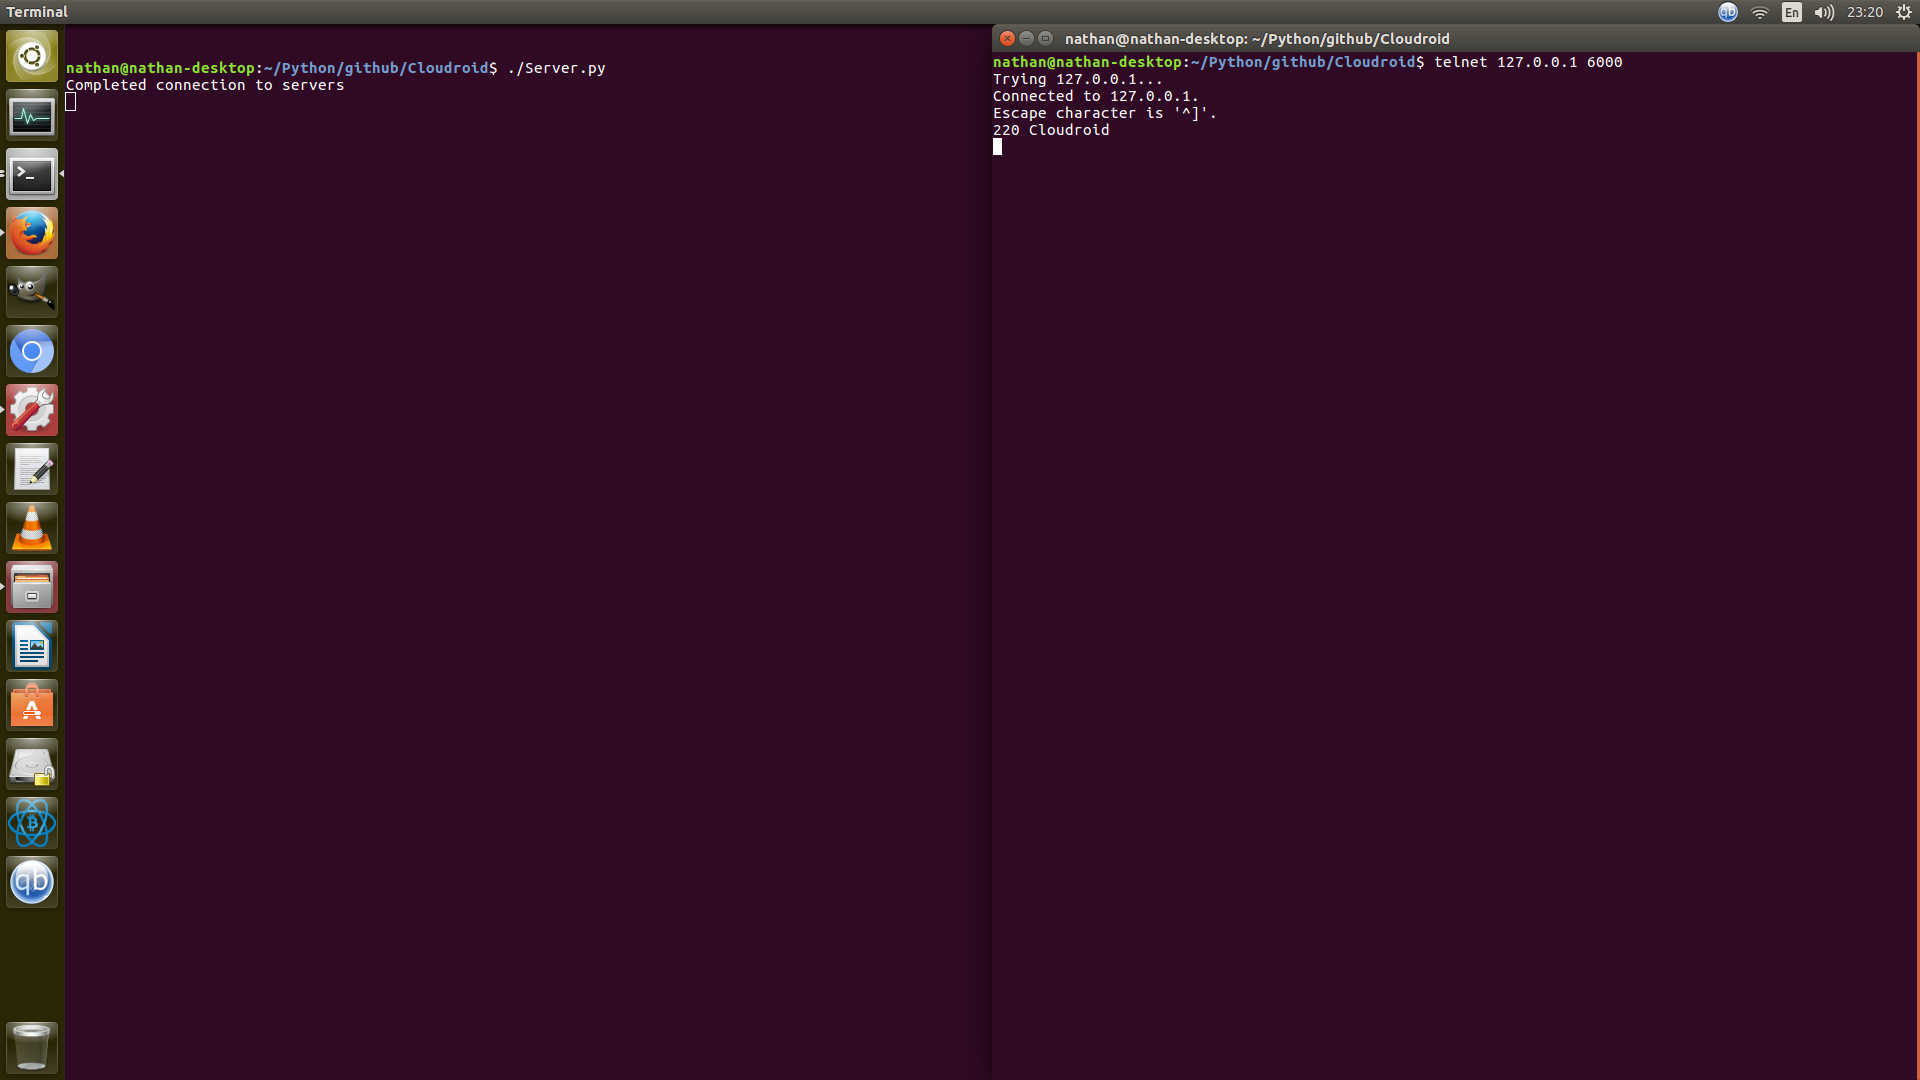 Terminal
En
23:20
nathan@nathan-desktop:~/Python/github/Cloudroid$ ./Server.py
Completed connection to servers
nathan@nathan-desktop: ~/Python/github/Cloudroid
nathan@nathan-desktop:~/Python/github/Cloudroid$ telnet 127.0.0.1 6000
Trying 127.0.0.1...
Connected to 127.0.0.1.
Escape character is '^]'.
220 Cloudroid
qb
qb